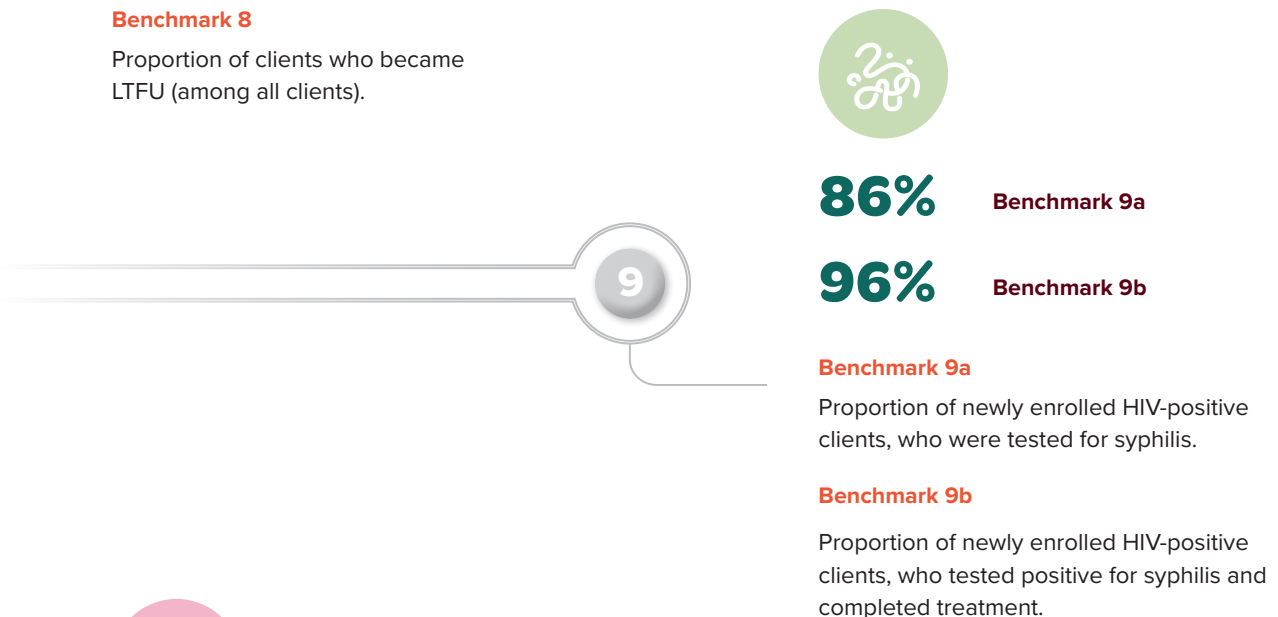 Benchmark 8
Proportion of clients who became
LTFU (among all clients).
9
86% Benchmark 9a
96% Benchmark 9b
Benchmark 9a
Proportion of newly enrolled HIV-positive
clients, who were tested for syphilis.
Benchmark 9b
Proportion of newly enrolled HIV-positive
clients, who tested positive for syphilis and
completed treatment.